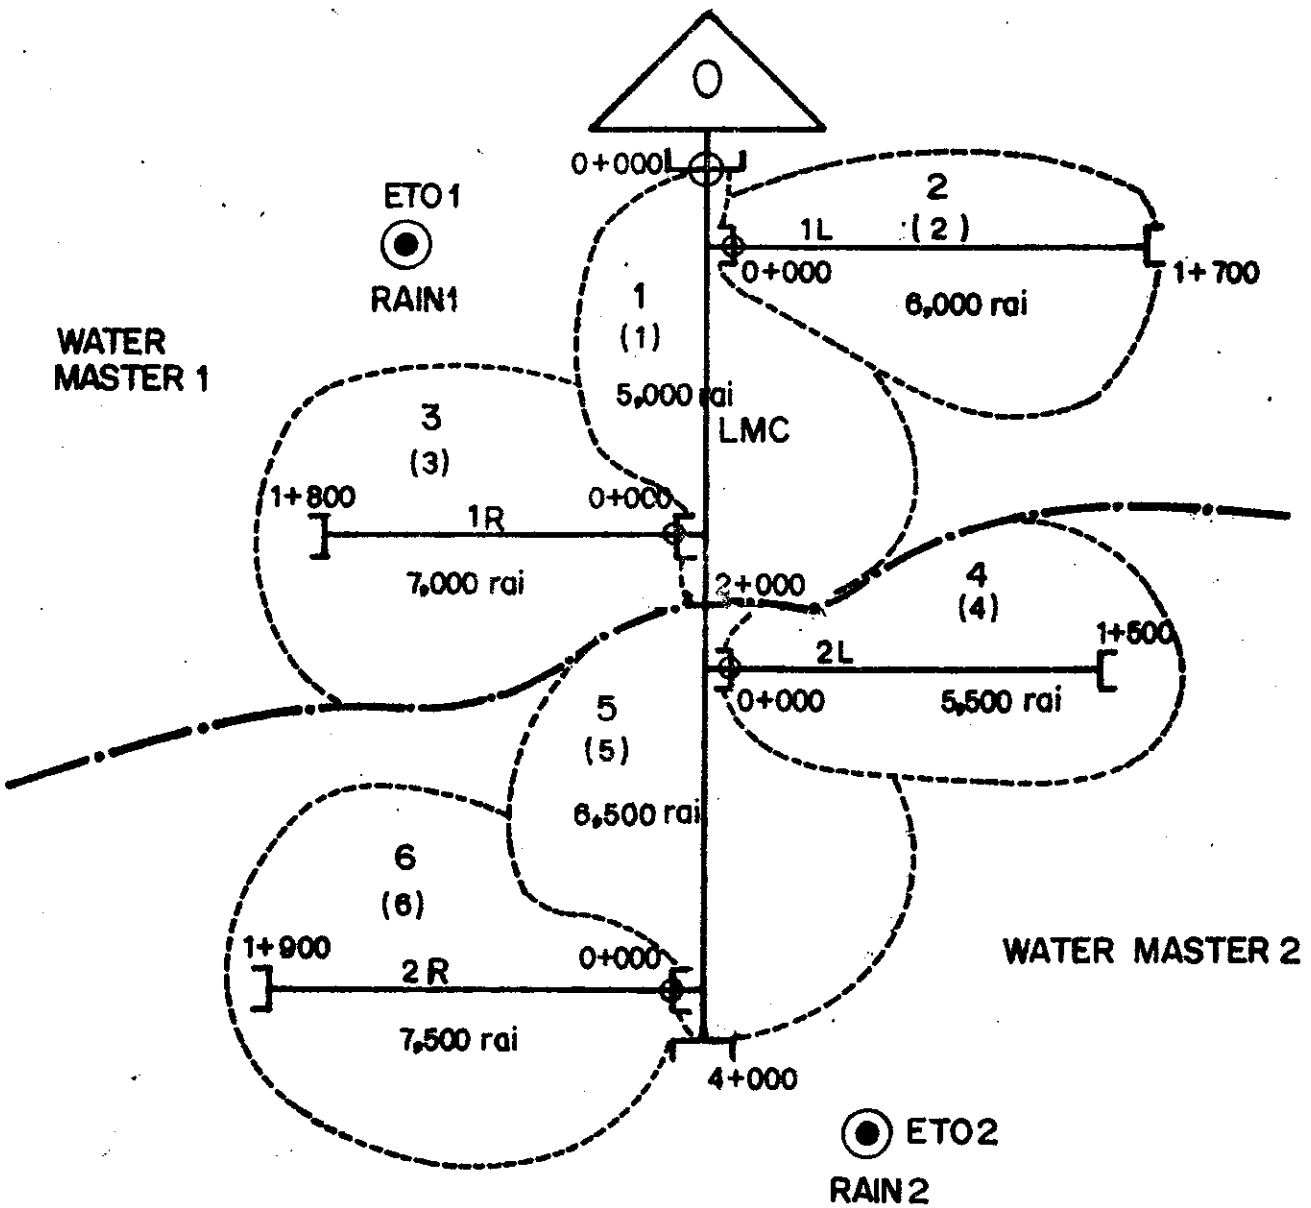 O
0+000
ETO1
RAIN1
WATER
MASTER 1
2
(2)
1L
0+000
1+700
6,000 rai
1
(1)
5,000 rai
LMC
3
(3)
1+800
0+000
1R
7,000 rai
2+000
4
(4)
1+500
2L
0+000
5,500 rai
5
(5)
6,500 rai
6
(6)
1+900
0+000
2R
7,500 rai
WATER MASTER 2
4+000
ETO2
RAIN2